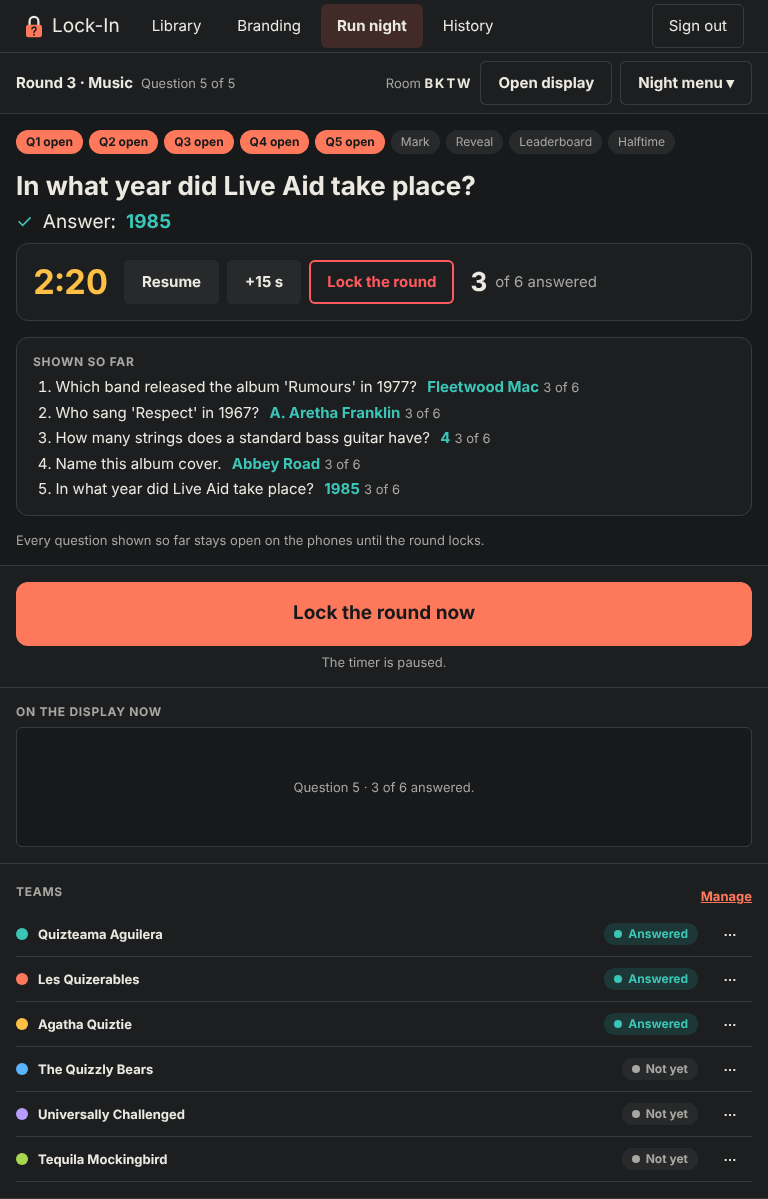 Lock-In Library Branding Run night History Sign out
Round 3 · Music Question 5 of 5 Room BKTW Open display Night menu ▾
Q1 open Q2 open Q3 open Q4 open Q5 open Mark Reveal Leaderboard Halftime
In what year did Live Aid take place?
✓ Answer: 1985
2:20 Resume +15 s Lock the round 3 of 6 answered
SHOWN SO FAR
1. Which band released the album 'Rumours' in 1977? Fleetwood Mac 3 of 6
2. Who sang 'Respect' in 1967? A. Aretha Franklin 3 of 6
3. How many strings does a standard bass guitar have? 4 3 of 6
4. Name this album cover. Abbey Road 3 of 6
5. In what year did Live Aid take place? 1985 3 of 6
Every question shown so far stays open on the phones until the round locks.
Lock the round now
The timer is paused.
ON THE DISPLAY NOW
Question 5 · 3 of 6 answered.
TEAMS Manage
Quizteama Aguilera Answered ...
Les Quizerables Answered ...
Agatha Quiztie Answered ...
The Quizzly Bears Not yet ...
Universally Challenged Not yet ...
Tequila Mockingbird Not yet ...